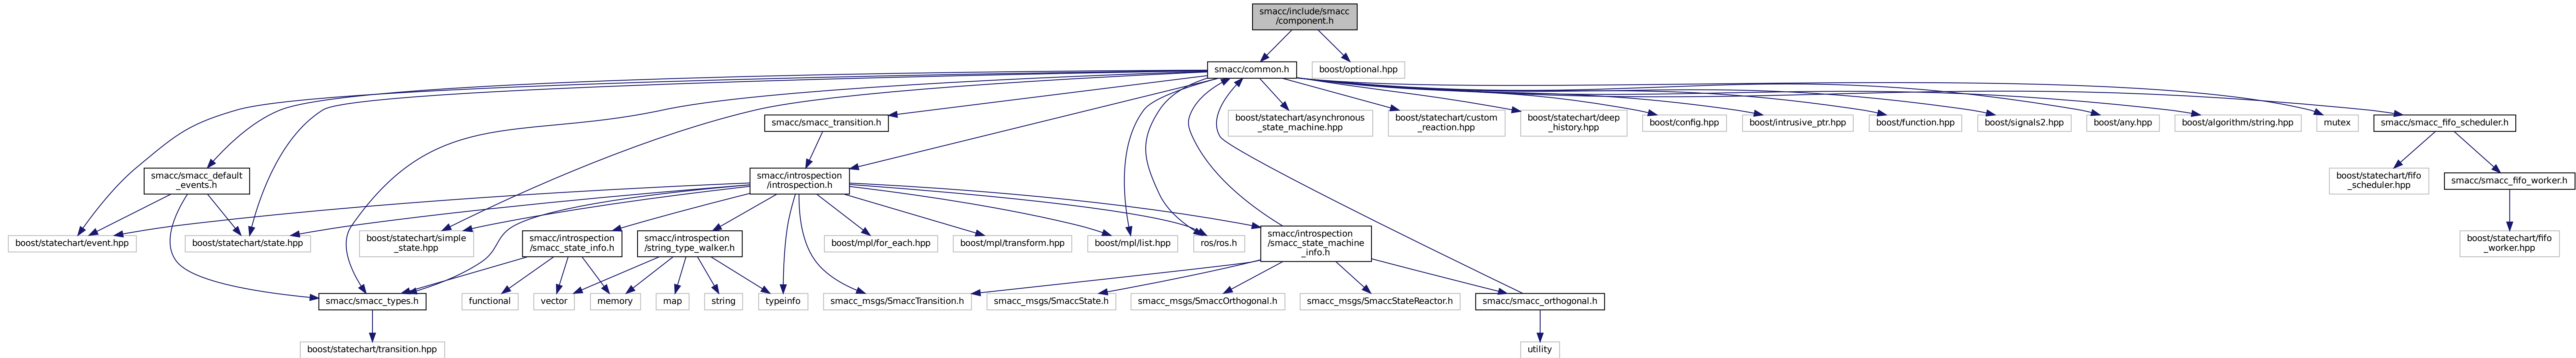 smacc/include/smacc
/component.h
smacc/common.h
boost/optional.hpp
smacc/smacc_transition.h
boost/statechart/asynchronous
_state_machine.hpp
boost/statechart/custom
_reaction.hpp
boost/statechart/deep
_history.hpp
boost/config.hpp
boost/intrusive_ptr.hpp
boost/function.hpp
boost/signals2.hpp
boost/any.hpp
boost/algorithm/string.hpp
mutex
smacc/smacc_fifo_scheduler.h
smacc/smacc_default
_events.h
smacc/introspection
/introspection.h
boost/statechart/fifo
_scheduler.hpp
smacc/smacc_fifo_worker.h
boost/statechart/event.hpp
boost/statechart/state.hpp
boost/statechart/simple
_state.hpp
smacc/introspection
/smacc_state_info.h
smacc/introspection
/string_type_walker.h
boost/mpl/for_each.hpp
boost/mpl/transform.hpp
boost/mpl/list.hpp
ros/ros.h
smacc/introspection
/smacc_state_machine
_info.h
boost/statechart/fifo
_worker.hpp
smacc/smacc_types.h
functional
vector
memory
map
string
typeinfo
smacc_msgs/SmaccTransition.h
smacc_msgs/SmaccState.h
smacc_msgs/SmaccOrthogonal.h
smacc_msgs/SmaccStateReactor.h
smacc/smacc_orthogonal.h
boost/statechart/transition.hpp
utility